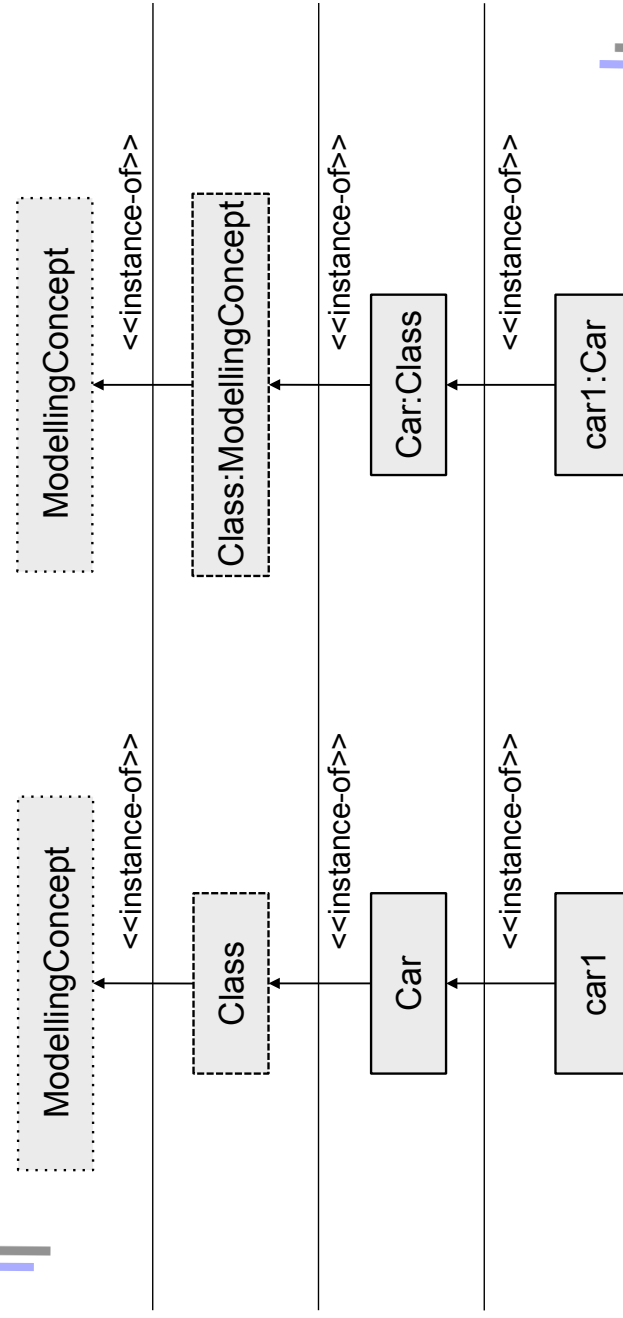 ModellingConcept
<<instance-of>>
Class
<<instance-of>>
Car
<<instance-of>>
car1
ModellingConcept
<<instance-of>>
Class:ModellingConcept
<<instance-of>>
Car:Class
<<instance-of>>
car1:Car